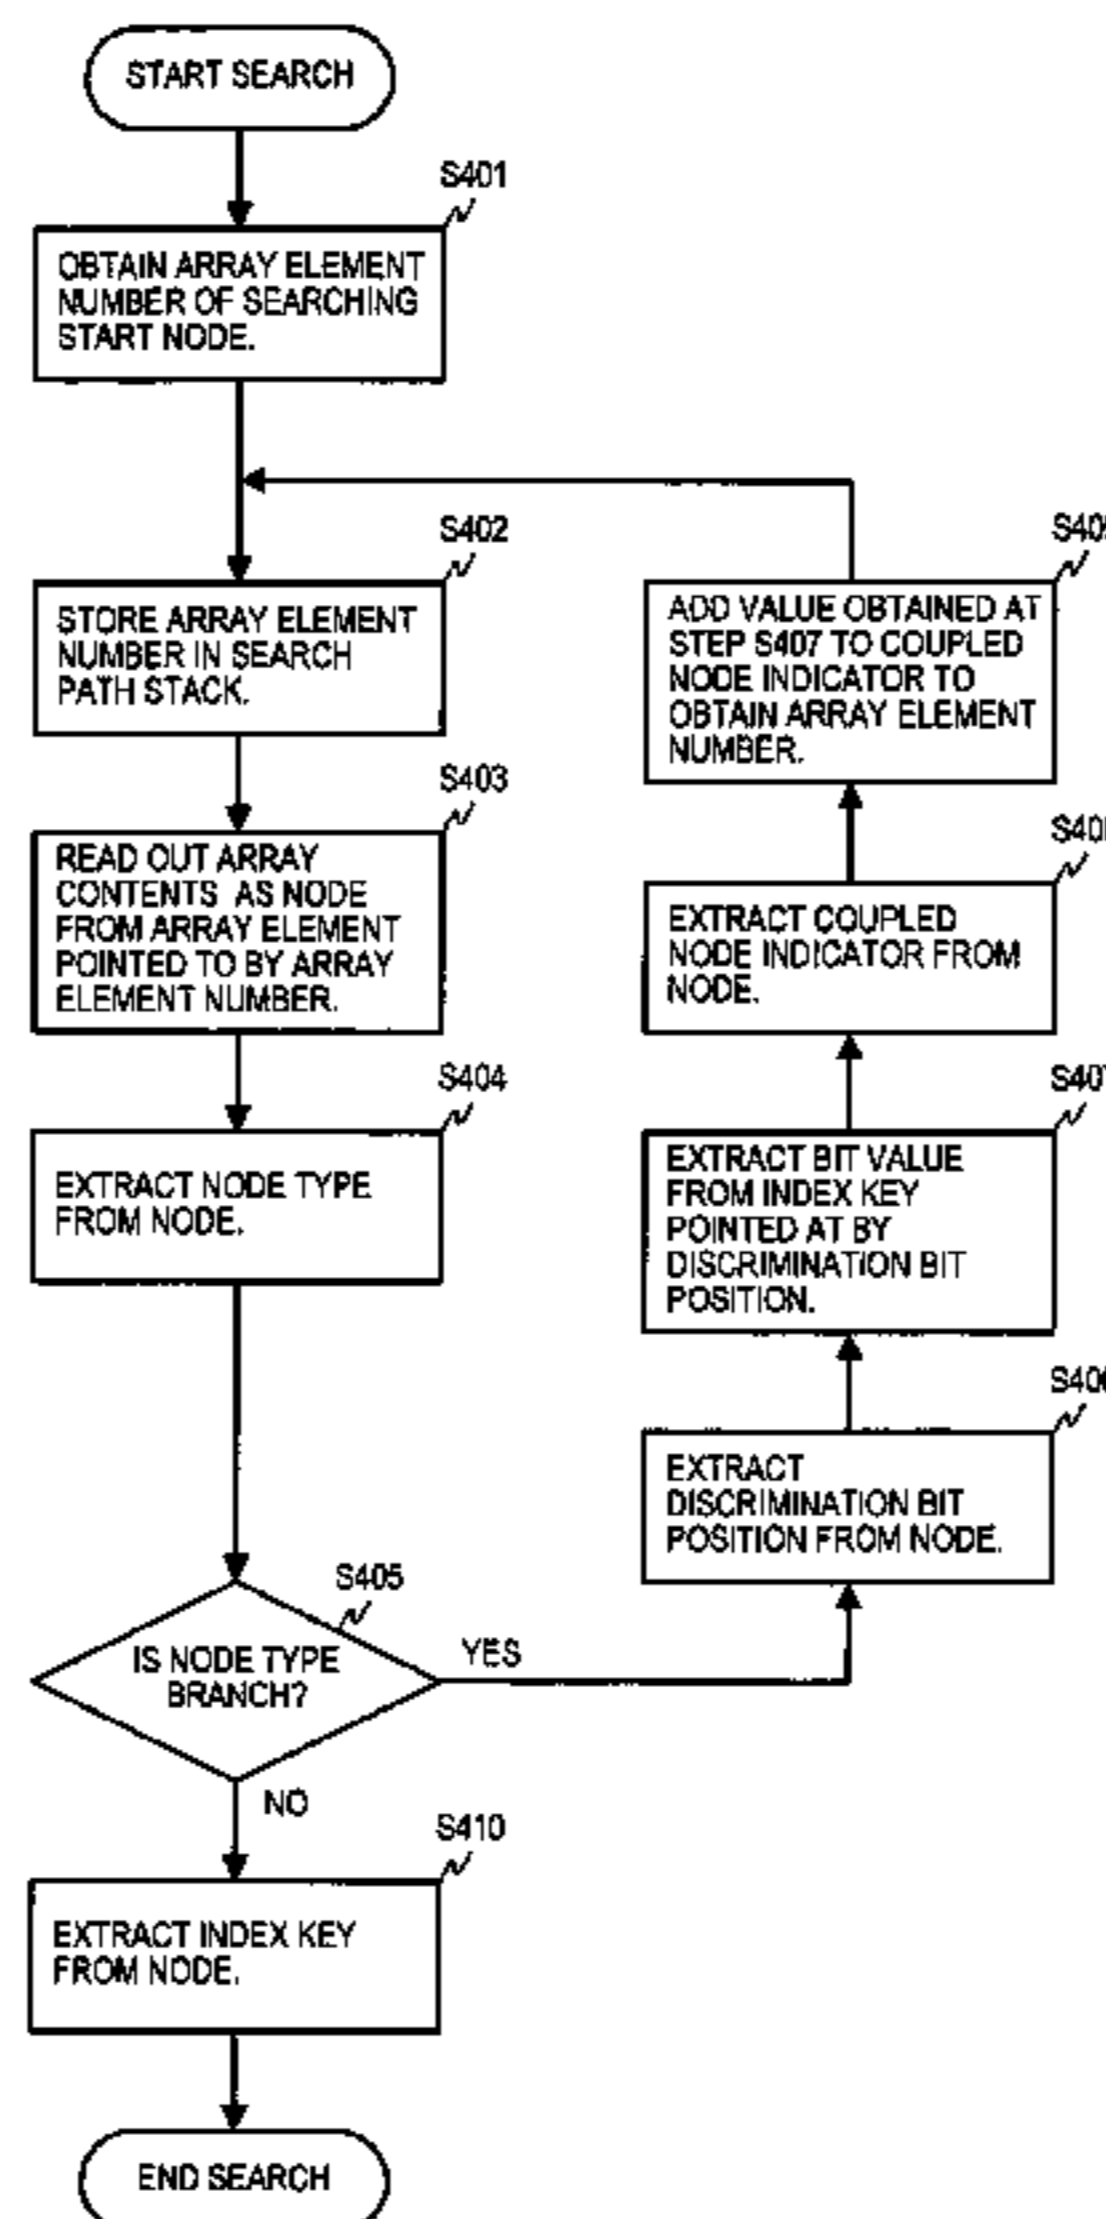 START SEARCH
S401
OBTAIN ARRAY ELEMENT
NUMBER OF SEARCHING
START NODE.
S402
STORE ARRAY ELEMENT
NUMBER IN SEARCH
PATH STACK.
S403
READ OUT ARRAY
CONTENTS AS NODE
FROM ARRAY ELEMENT
POINTED TO BY ARRAY
ELEMENT NUMBER.
S404
EXTRACT NODE TYPE
FROM NODE.
S405
IS NODE TYPE
BRANCH?
YES
NO
S410
EXTRACT INDEX KEY
FROM NODE.
END SEARCH
ADD VALUE OBTAINED AT
STEP S407 TO COUPLED
NODE INDICATOR TO
OBTAIN ARRAY ELEMENT
NUMBER.
EXTRACT COUPLED
NODE INDICATOR FROM
NODE.
S407
EXTRACT BIT VALUE
FROM INDEX KEY
POINTED AT BY
DISCRIMINATION BIT
POSITION.
EXTRACT
DISCRIMINATION BIT
POSITION FROM NODE.